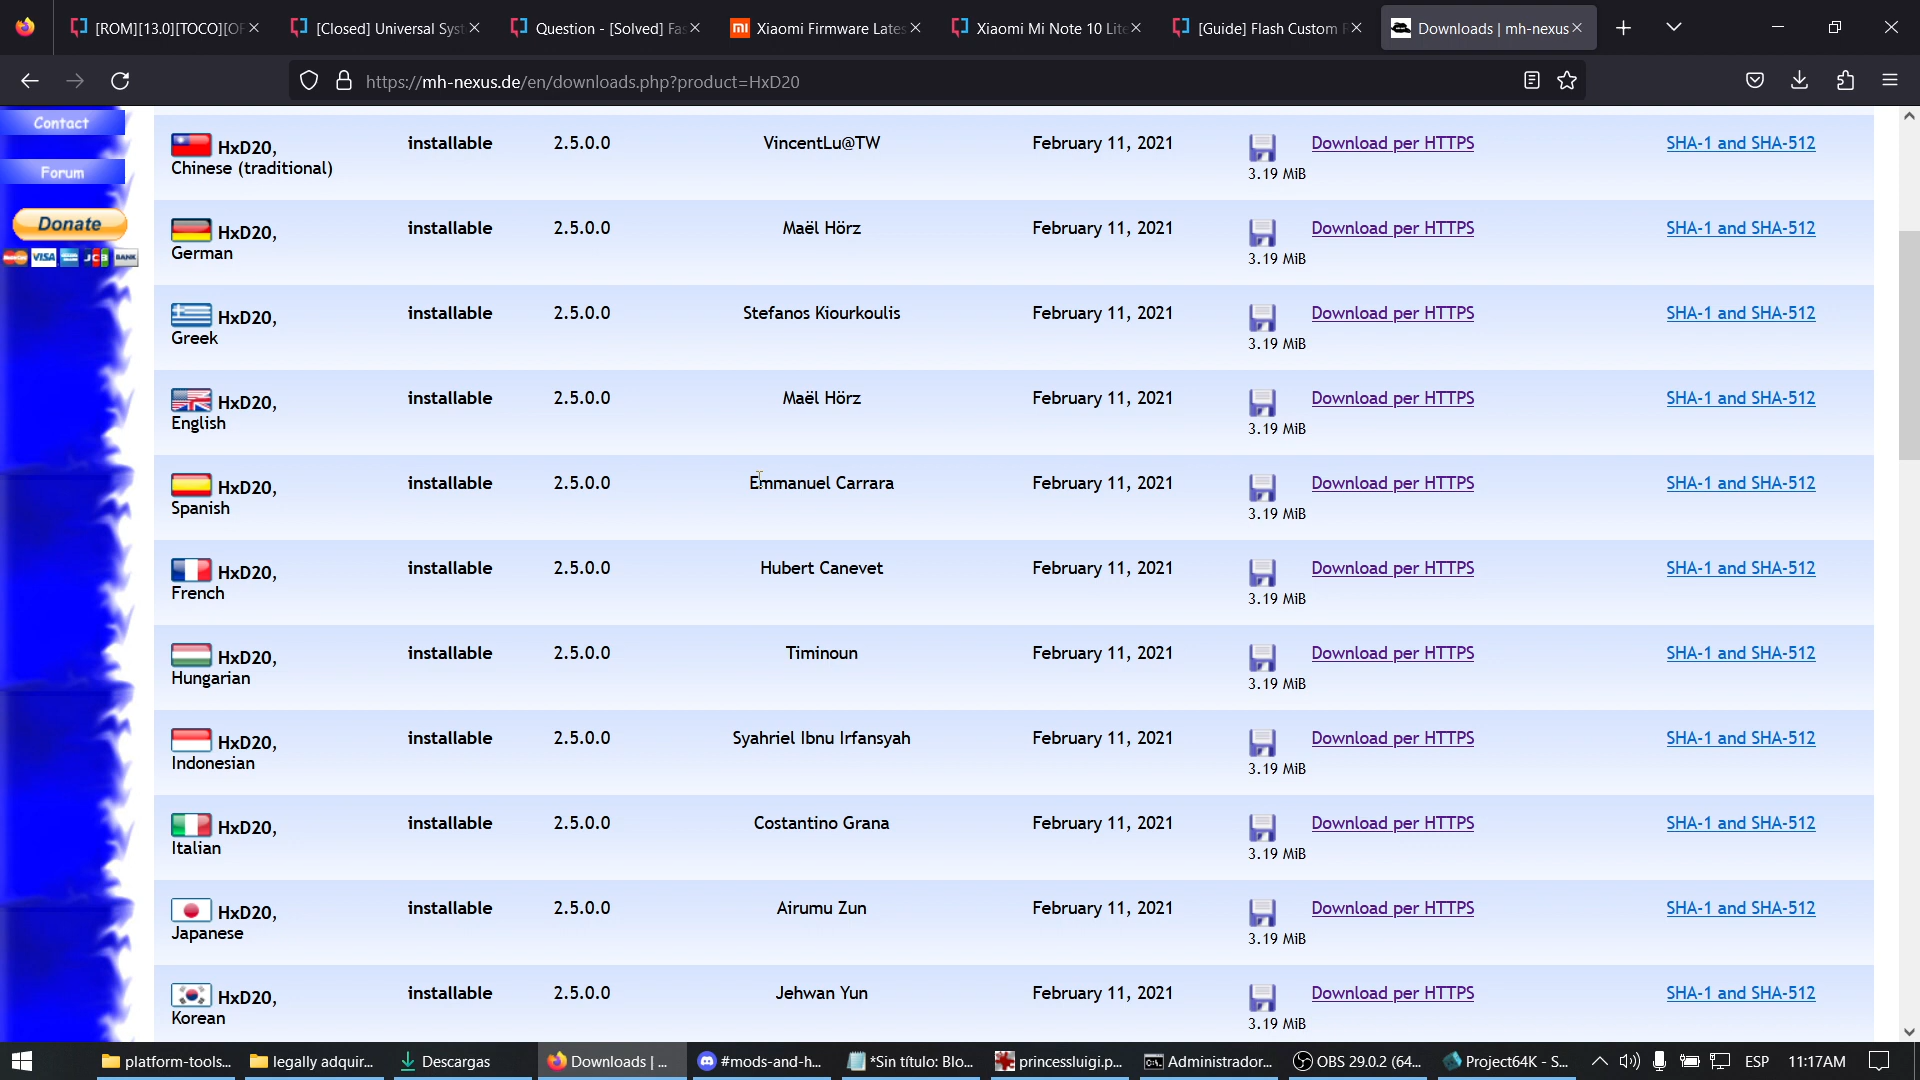 [ROM][13.0][TOCO][OF
[Closed] Universal Syst
Question - [Solved] Fas
Xiaomi Firmware Lates
Xiaomi Mi Note 10 Lite
[Guide] Flash Custom R
Downloads | mh-nexus
https://mh-nexus.de/en/downloads.php?product=HxD20
Contact
Forum
Donate
VISA
JCB
BANK
HxD20,
Chinese (traditional)
installable
2.5.0.0
VincentLu@TW
February 11, 2021
3.19 MiB
Download per HTTPS
SHA-1 and SHA-512
HxD20,
German
installable
2.5.0.0
Maël Hörz
February 11, 2021
3.19 MiB
Download per HTTPS
SHA-1 and SHA-512
HxD20,
Greek
installable
2.5.0.0
Stefanos Kiourkoulis
February 11, 2021
3.19 MiB
Download per HTTPS
SHA-1 and SHA-512
HxD20,
English
installable
2.5.0.0
Maël Hörz
February 11, 2021
3.19 MiB
Download per HTTPS
SHA-1 and SHA-512
HxD20,
Spanish
installable
2.5.0.0
Emmanuel Carrara
February 11, 2021
3.19 MiB
Download per HTTPS
SHA-1 and SHA-512
HxD20,
French
installable
2.5.0.0
Hubert Canevet
February 11, 2021
3.19 MiB
Download per HTTPS
SHA-1 and SHA-512
HxD20,
Hungarian
installable
2.5.0.0
Timinoun
February 11, 2021
3.19 MiB
Download per HTTPS
SHA-1 and SHA-512
HxD20,
Indonesian
installable
2.5.0.0
Syahriel Ibnu Irfansyah
February 11, 2021
3.19 MiB
Download per HTTPS
SHA-1 and SHA-512
HxD20,
Italian
installable
2.5.0.0
Costantino Grana
February 11, 2021
3.19 MiB
Download per HTTPS
SHA-1 and SHA-512
HxD20,
Japanese
installable
2.5.0.0
Airumu Zun
February 11, 2021
3.19 MiB
Download per HTTPS
SHA-1 and SHA-512
HxD20,
Korean
installable
2.5.0.0
Jehwan Yun
February 11, 2021
3.19 MiB
Download per HTTPS
SHA-1 and SHA-512
platform-tools...
legally adquir...
Descargas
Downloads | ...
#mods-and-h...
*Sin título: Blo...
princessluigi.p...
Administrador...
OBS 29.0.2 (64...
Project64K - S...
ESP
11:17AM